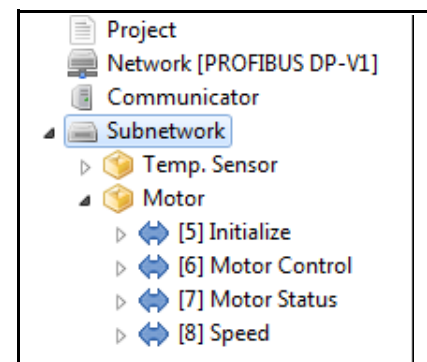 Project
Network [PROFIBUS DP-V1]
Communicator
Subnetwork
Temp. Sensor
Motor
[5] Initialize
[6] Motor Control
[7] Motor Status
[8] Speed